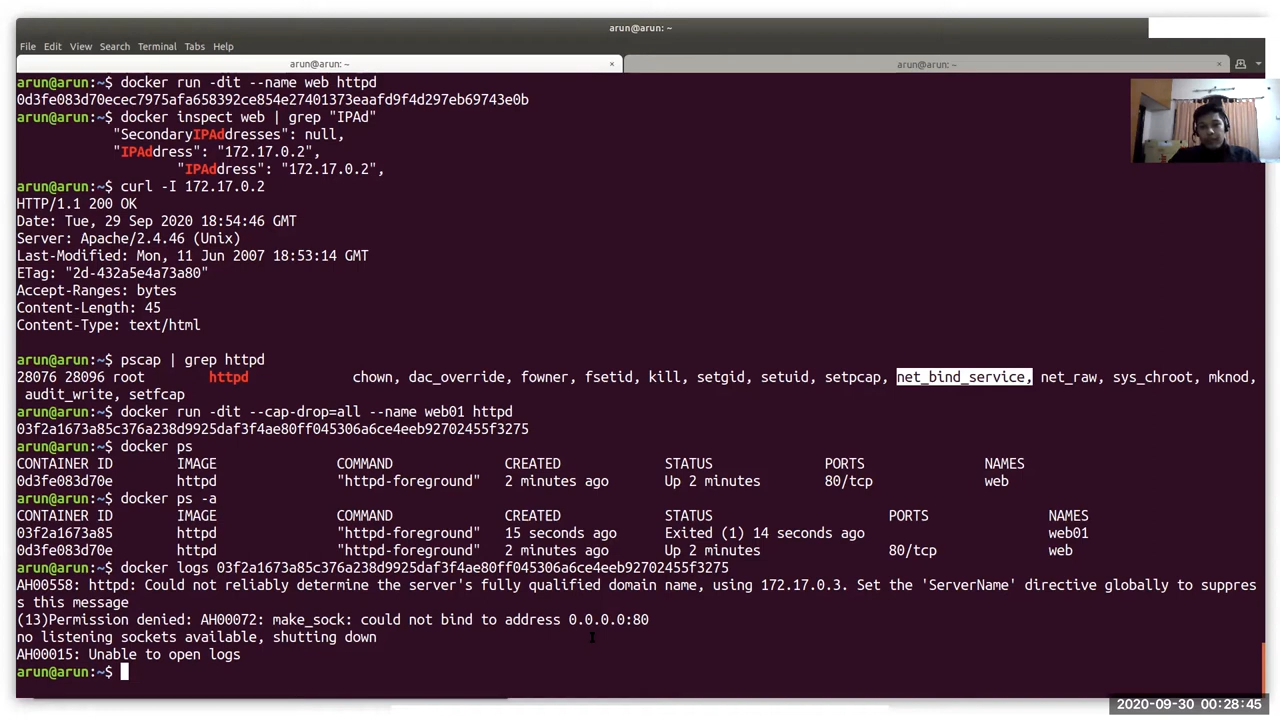 arun@arun: ~
File Edit View Search Terminal Tabs Help
arun@arun: ~ × arun@arun: ~ ×
arun@arun:~$ docker run -dit --name web httpd
0d3fe083d70ecec7975afa658392ce854e27401373eaafd9f4d297eb69743e0b
arun@arun:~$ docker inspect web | grep "IPAd"
"SecondaryIPAddresses": null,
"IPAddress": "172.17.0.2",
"IPAddress": "172.17.0.2",
arun@arun:~$ curl -I 172.17.0.2
HTTP/1.1 200 OK
Date: Tue, 29 Sep 2020 18:54:46 GMT
Server: Apache/2.4.46 (Unix)
Last-Modified: Mon, 11 Jun 2007 18:53:14 GMT
ETag: "2d-432a5e4a73a80"
Accept-Ranges: bytes
Content-Length: 45
Content-Type: text/html
arun@arun:~$ pscap | grep httpd
28076 28096 root httpd chown, dac_override, fowner, fsetid, kill, setgid, setuid, setpcap, net_bind_service, net_raw, sys_chroot, mknod,
audit_write, setfcap
arun@arun:~$ docker run -dit --cap-drop=all --name web01 httpd
03f2a1673a85c376a238d9925daf3f4ae80ff045306a6ce4eeb92702455f3275
arun@arun:~$ docker ps
CONTAINER ID IMAGE COMMAND CREATED STATUS PORTS NAMES
0d3fe083d70e httpd "httpd-foreground" 2 minutes ago Up 2 minutes 80/tcp web
arun@arun:~$ docker ps -a
CONTAINER ID IMAGE COMMAND CREATED STATUS PORTS NAMES
03f2a1673a85 httpd "httpd-foreground" 15 seconds ago Exited (1) 14 seconds ago web01
0d3fe083d70e httpd "httpd-foreground" 2 minutes ago Up 2 minutes 80/tcp web
arun@arun:~$ docker logs 03f2a1673a85c376a238d9925daf3f4ae80ff045306a6ce4eeb92702455f3275
AH00558: httpd: Could not reliably determine the server's fully qualified domain name, using 172.17.0.3. Set the 'ServerName' directive globally to suppres
s this message
(13)Permission denied: AH00072: make_sock: could not bind to address 0.0.0.0:80
no listening sockets available, shutting down
AH00015: Unable to open logs
arun@arun:~$
2020-09-30 00:28:45